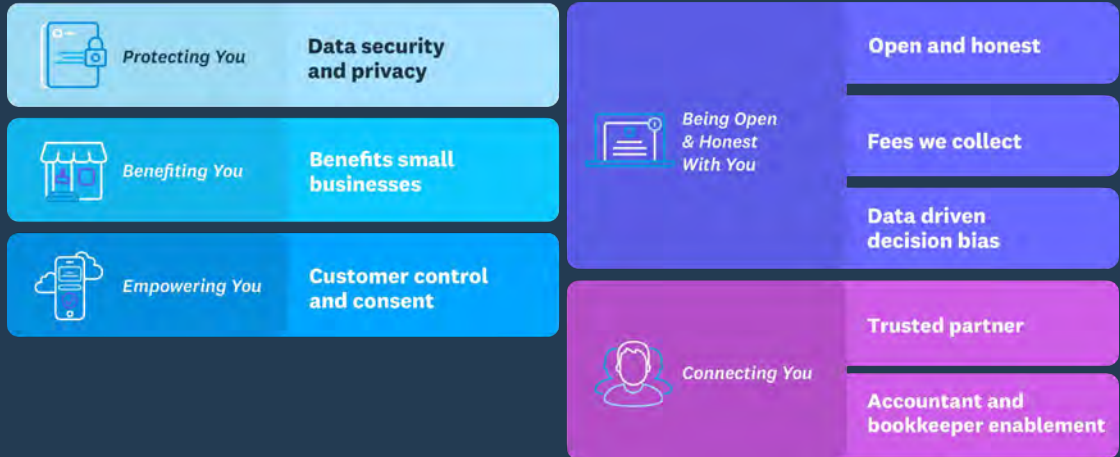 Protecting You
Data security
and privacy
Benefiting You
Benefits small
businesses
Empowering You
Customer control
and consent
Being Open
& Honest
With You
Open and honest
Fees we collect
Data driven
decision bias
Connecting You
Trusted partner
Accountant and
bookkeeper enablement